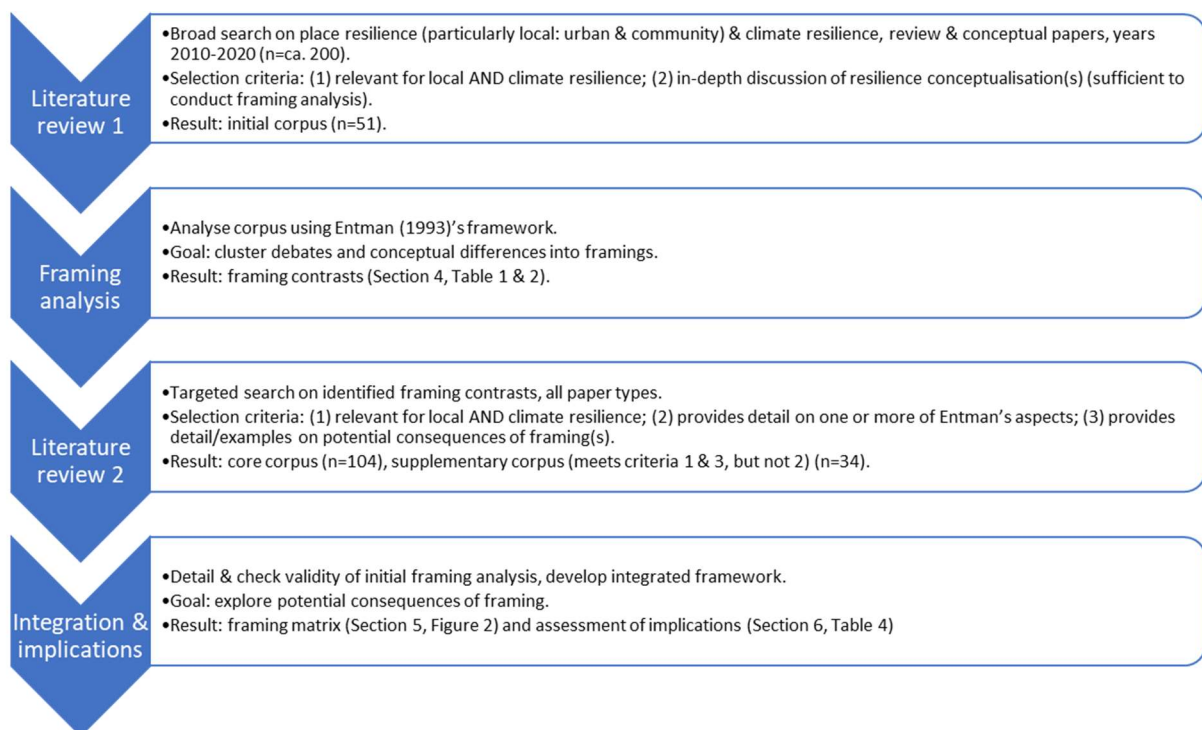 Literature
review 1
•Broad search on place resilience (particularly local: urban & community) & climate resilience, review & conceptual papers, years
2010-2020 (n=ca. 200).
•Selection criteria: (1) relevant for local AND climate resilience; (2) in-depth discussion of resilience conceptualisation(s) (sufficient to
conduct framing analysis).
•Result: initial corpus (n=51).
Framing
analysis
•Analyse corpus using Entman (1993)'s framework.
•Goal: cluster debates and conceptual differences into framings.
•Result: framing contrasts (Section 4, Table 1 & 2).
Literature
review 2
•Targeted search on identified framing contrasts, all paper types.
•Selection criteria: (1) relevant for local AND climate resilience; (2) provides detail on one or more of Entman's aspects; (3) provides
detail/examples on potential consequences of framing(s).
•Result: core corpus (n=104), supplementary corpus (meets criteria 1 & 3, but not 2) (n=34).
Integration &
implications
•Detail & check validity of initial framing analysis, develop integrated framework.
•Goal: explore potential consequences of framing.
•Result: framing matrix (Section 5, Figure 2) and assessment of implications (Section 6, Table 4)